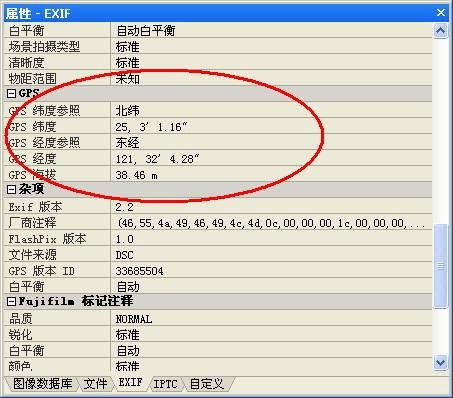 属性 - EXIF
白平衡 自动白平衡
场景拍摄类型 标准
清晰度 标准
物距范围 未知
GPS
GPS 纬度参照 北纬
GPS 纬度 25, 3′ 1.16″
GPS 经度参照 东经
GPS 经度 121, 32′ 4.28″
GPS 海拔 38.46 m
杂项
Exif 版本 2.2
厂商注释 (46,55,4a,49,46,49,4c,4d,0c,00,00,00,1c,00,00,00,...
FlashPix 版本 1.0
文件来源 DSC
GPS 版本 ID 33685504
白平衡 自动
Fujifilm 标记注释
品质 NORMAL
锐化 标准
白平衡 自动
颜色 标准
图像数据库 文件 EXIF IPTC 自定义